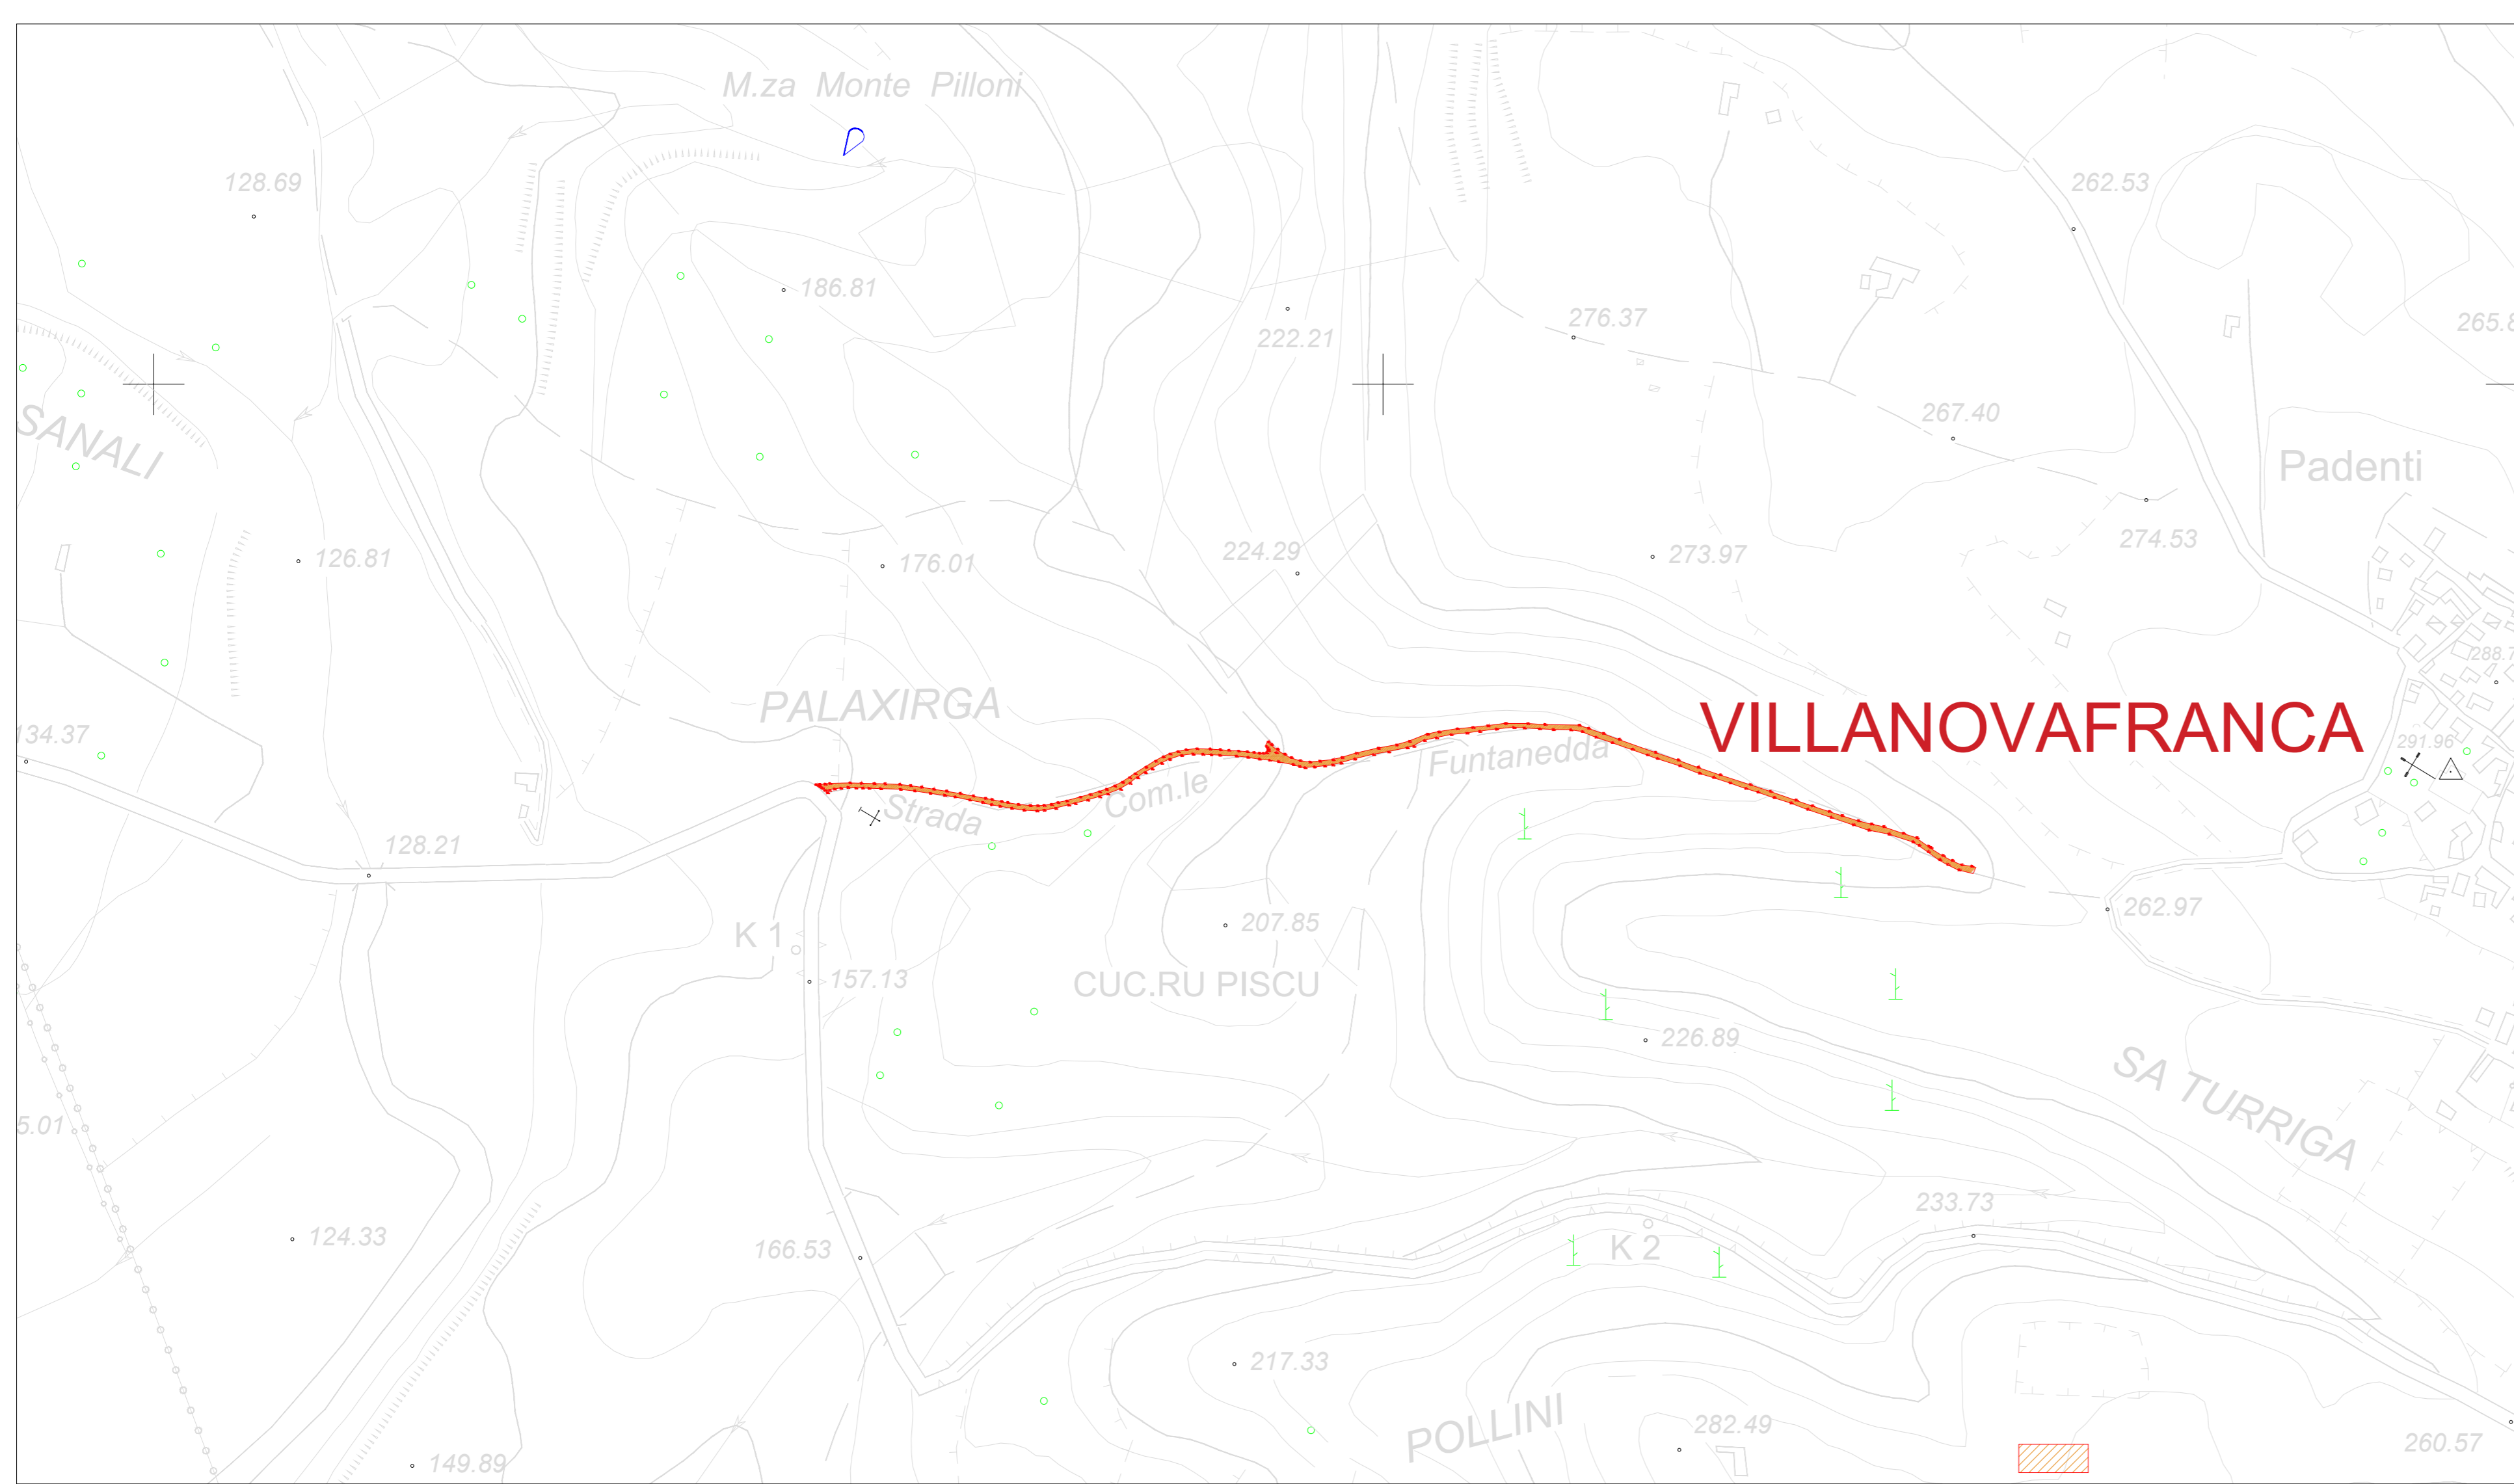 M.za Monte Pilloni
128.69
262.53
186.81
276.37
265.8
222.21
267.40
SANALI
Padenti
126.81
176.01
224.29
273.97
274.53
288.7
PALAXIRGA
VILLANOVAFRANCA
134.37
291.96
Strada Com.le Funtanedda
128.21
K 1
207.85
262.97
157.13
CUC.RU PISCU
226.89
SA TURRIGA
5.01
233.73
124.33
166.53
K 2
217.33
POLLINI
282.49
260.57
149.89